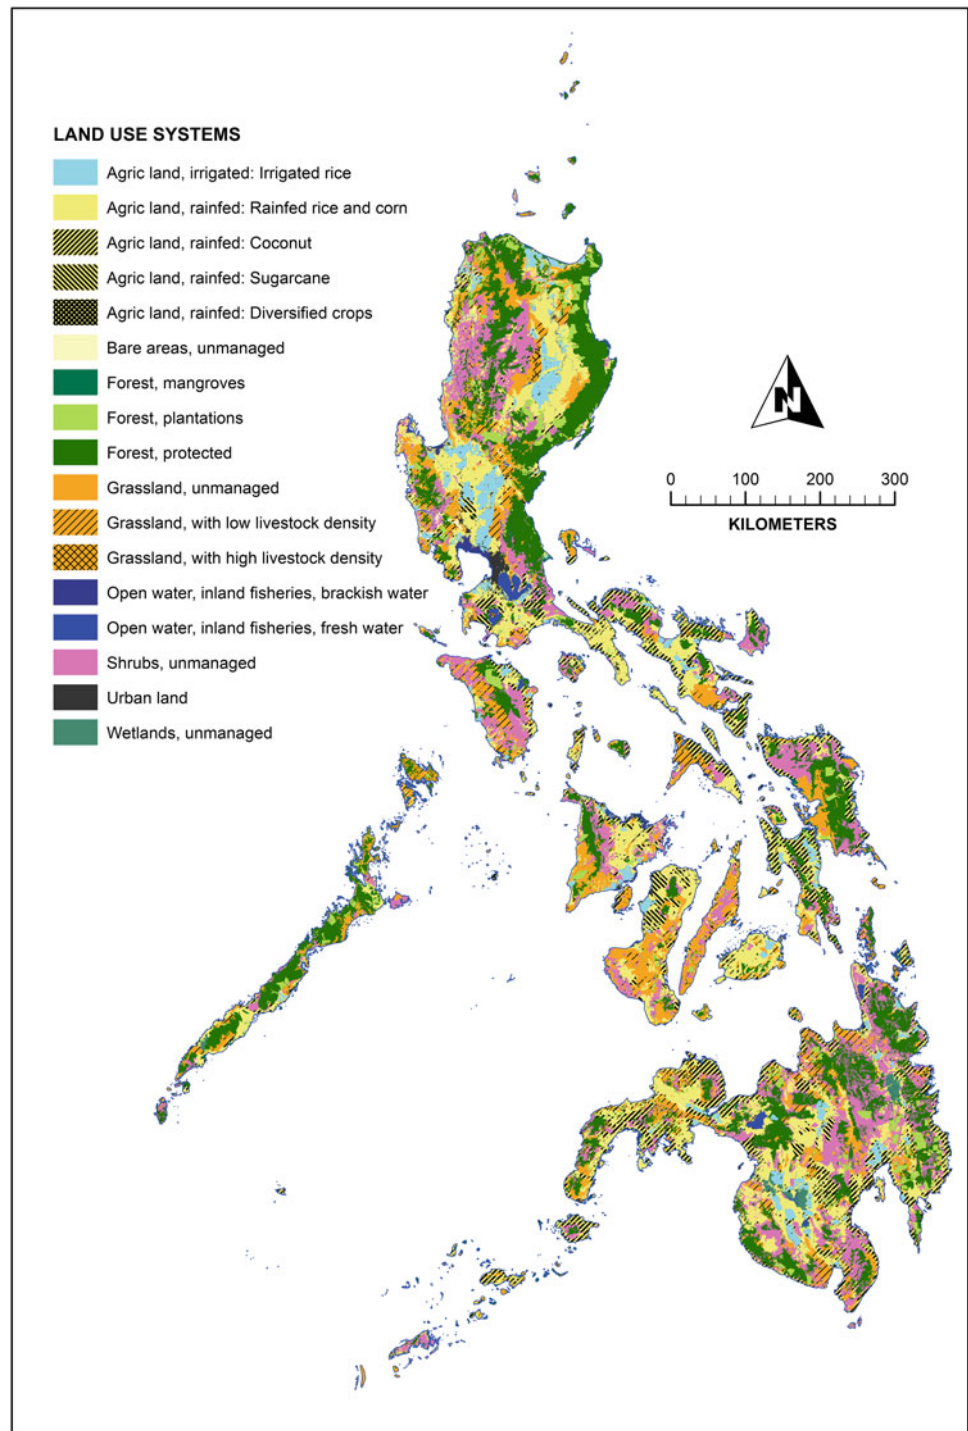 LAND USE SYSTEMS
Agric land, irrigated: Irrigated rice
Agric land, rainfed: Rainfed rice and corn
Agric land, rainfed: Coconut
Agric land, rainfed: Sugarcane
Agric land, rainfed: Diversified crops
Bare areas, unmanaged
Forest, mangroves
Forest, plantations
Forest, protected
Grassland, unmanaged
Grassland, with low livestock density
Grassland, with high livestock density
Open water, inland fisheries, brackish water
Open water, inland fisheries, fresh water
Shrubs, unmanaged
Urban land
Wetlands, unmanaged
N
0 100 200 300
KILOMETERS